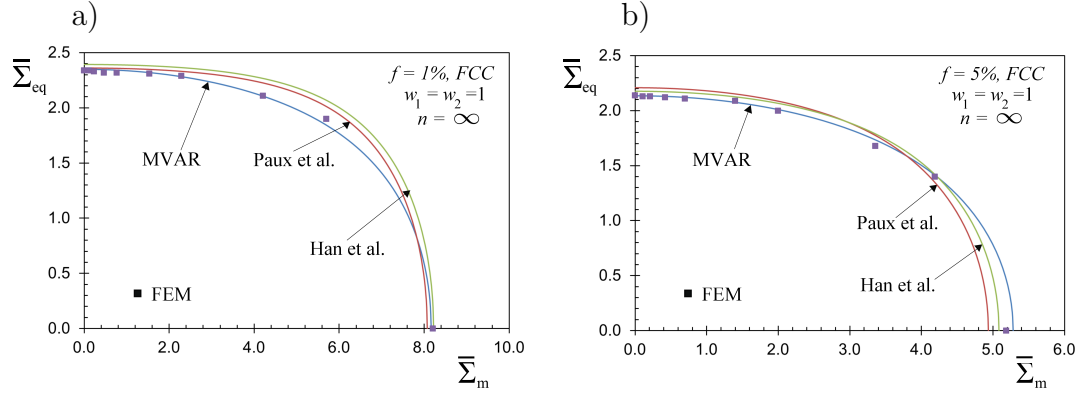 a)
2.5
2.0
1.5
1.0
0.5
0.0
Σ̅eq
f = 1%, FCC
w1 = w2 =1
n = ∞
MVAR
Paux et al.
Han et al.
FEM
0.0 2.0 4.0 6.0 8.0 10.0
Σ̅m
b)
2.5
2.0
1.5
1.0
0.5
0.0
Σ̅eq
f = 5%, FCC
w1 = w2 =1
n = ∞
MVAR
Paux et al.
Han et al.
FEM
0.0 1.0 2.0 3.0 4.0 5.0 6.0
Σ̅m